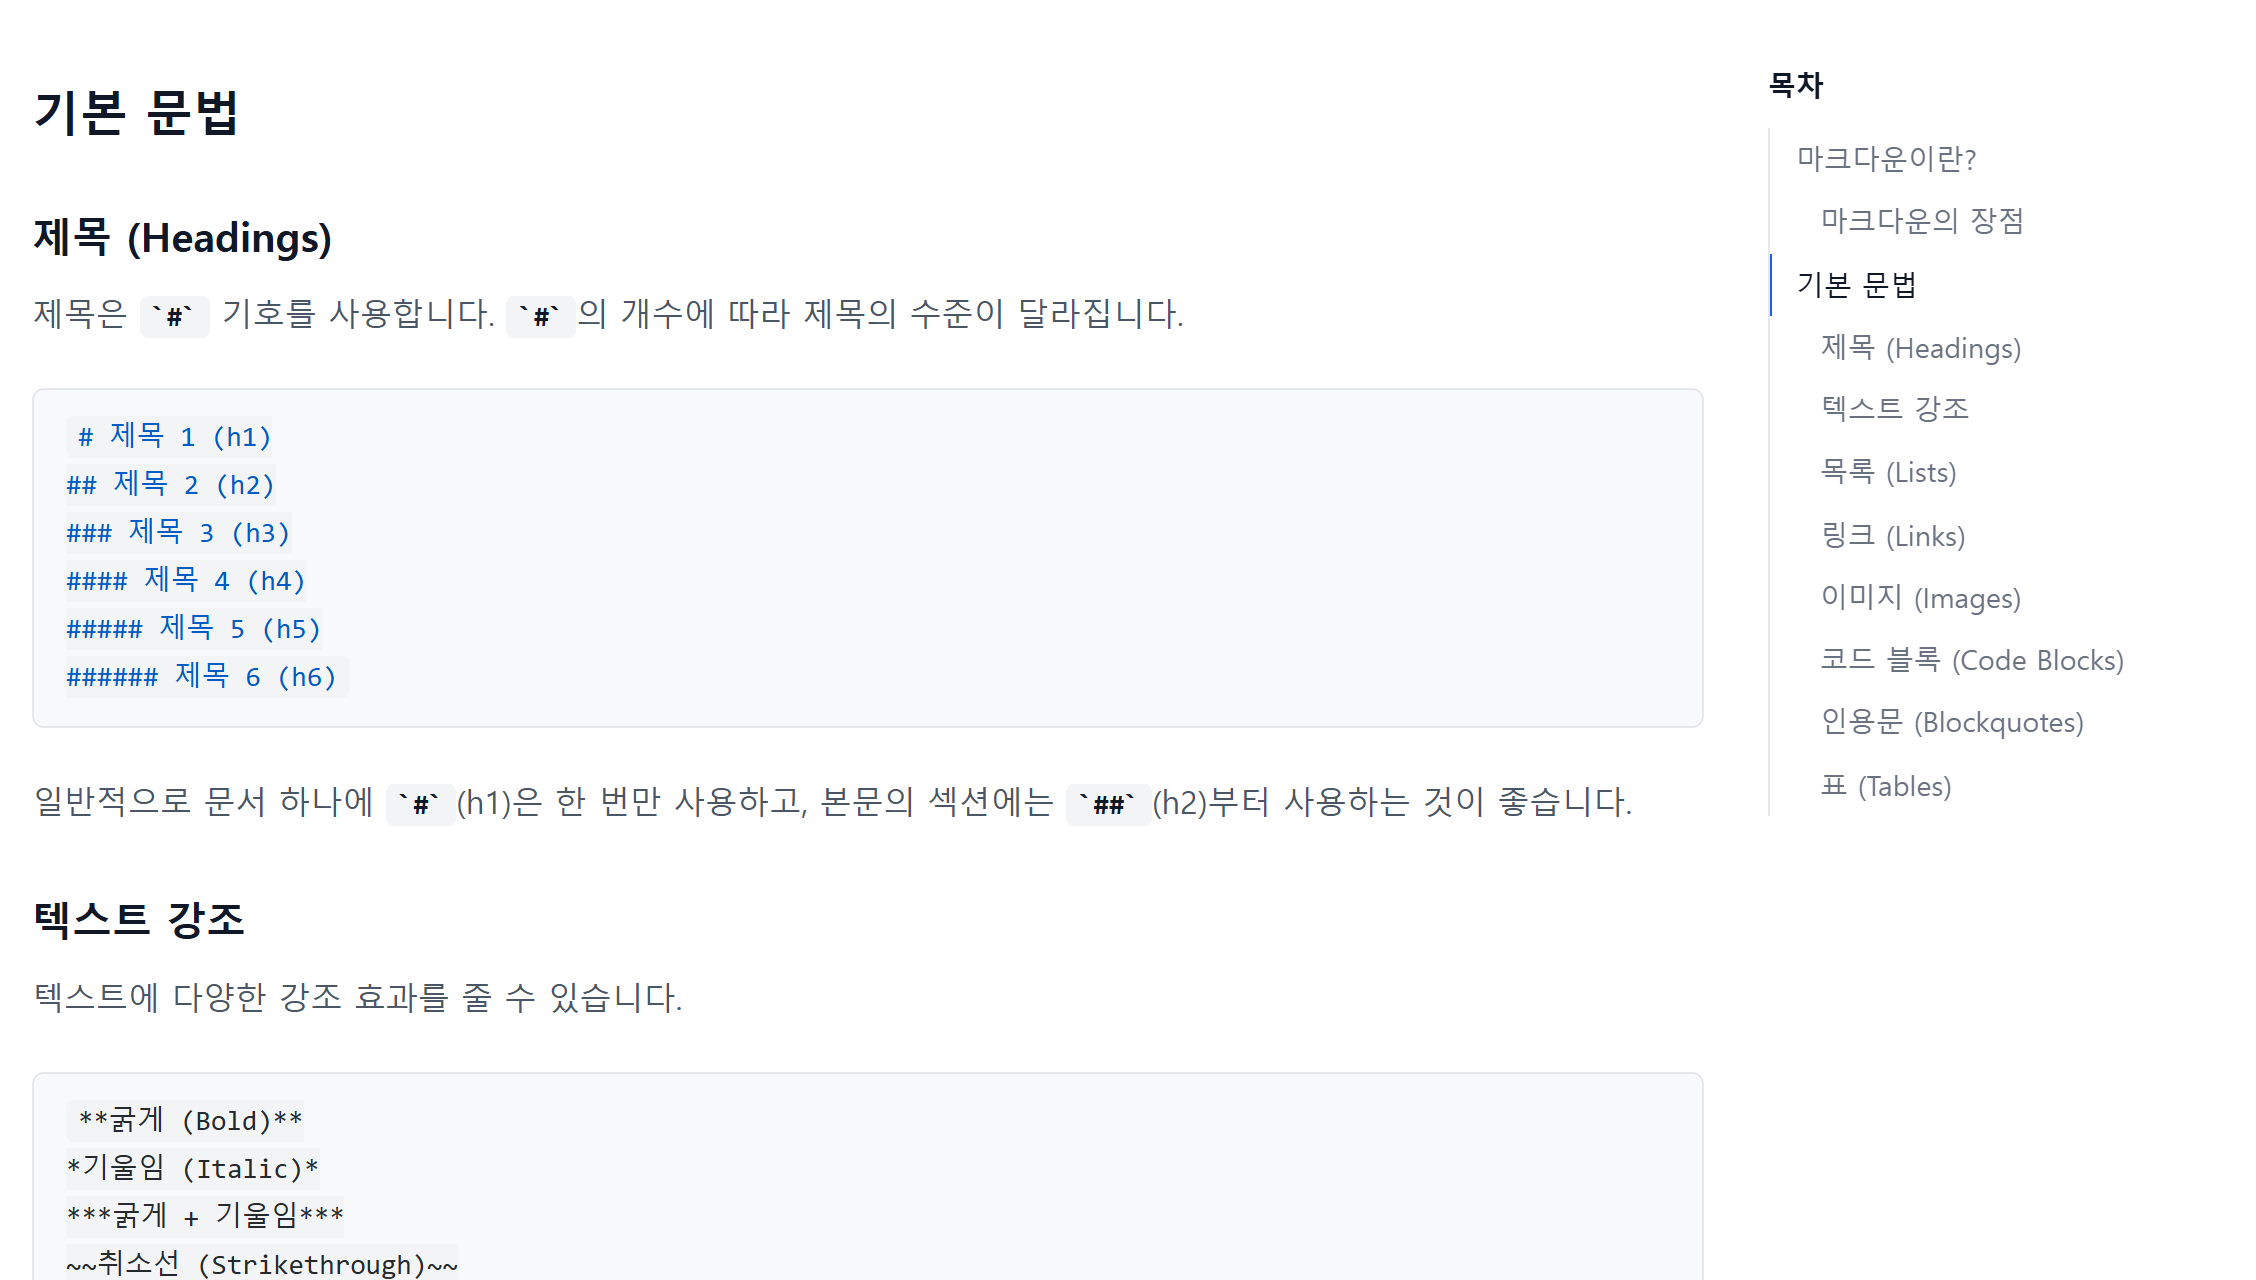 기본 문법
제목 (Headings)
제목은 `#` 기호를 사용합니다. `#`의 개수에 따라 제목의 수준이 달라집니다.
# 제목 1 (h1)
## 제목 2 (h2)
### 제목 3 (h3)
#### 제목 4 (h4)
##### 제목 5 (h5)
###### 제목 6 (h6)
일반적으로 문서 하나에 `#`(h1)은 한 번만 사용하고, 본문의 섹션에는 `##`(h2)부터 사용하는 것이 좋습니다.
텍스트 강조
텍스트에 다양한 강조 효과를 줄 수 있습니다.
**굵게 (Bold)**
*기울임 (Italic)*
***굵게 + 기울임***
~~취소선 (Strikethrough)~~
목차
마크다운이란?
마크다운의 장점
기본 문법
제목 (Headings)
텍스트 강조
목록 (Lists)
링크 (Links)
이미지 (Images)
코드 블록 (Code Blocks)
인용문 (Blockquotes)
표 (Tables)